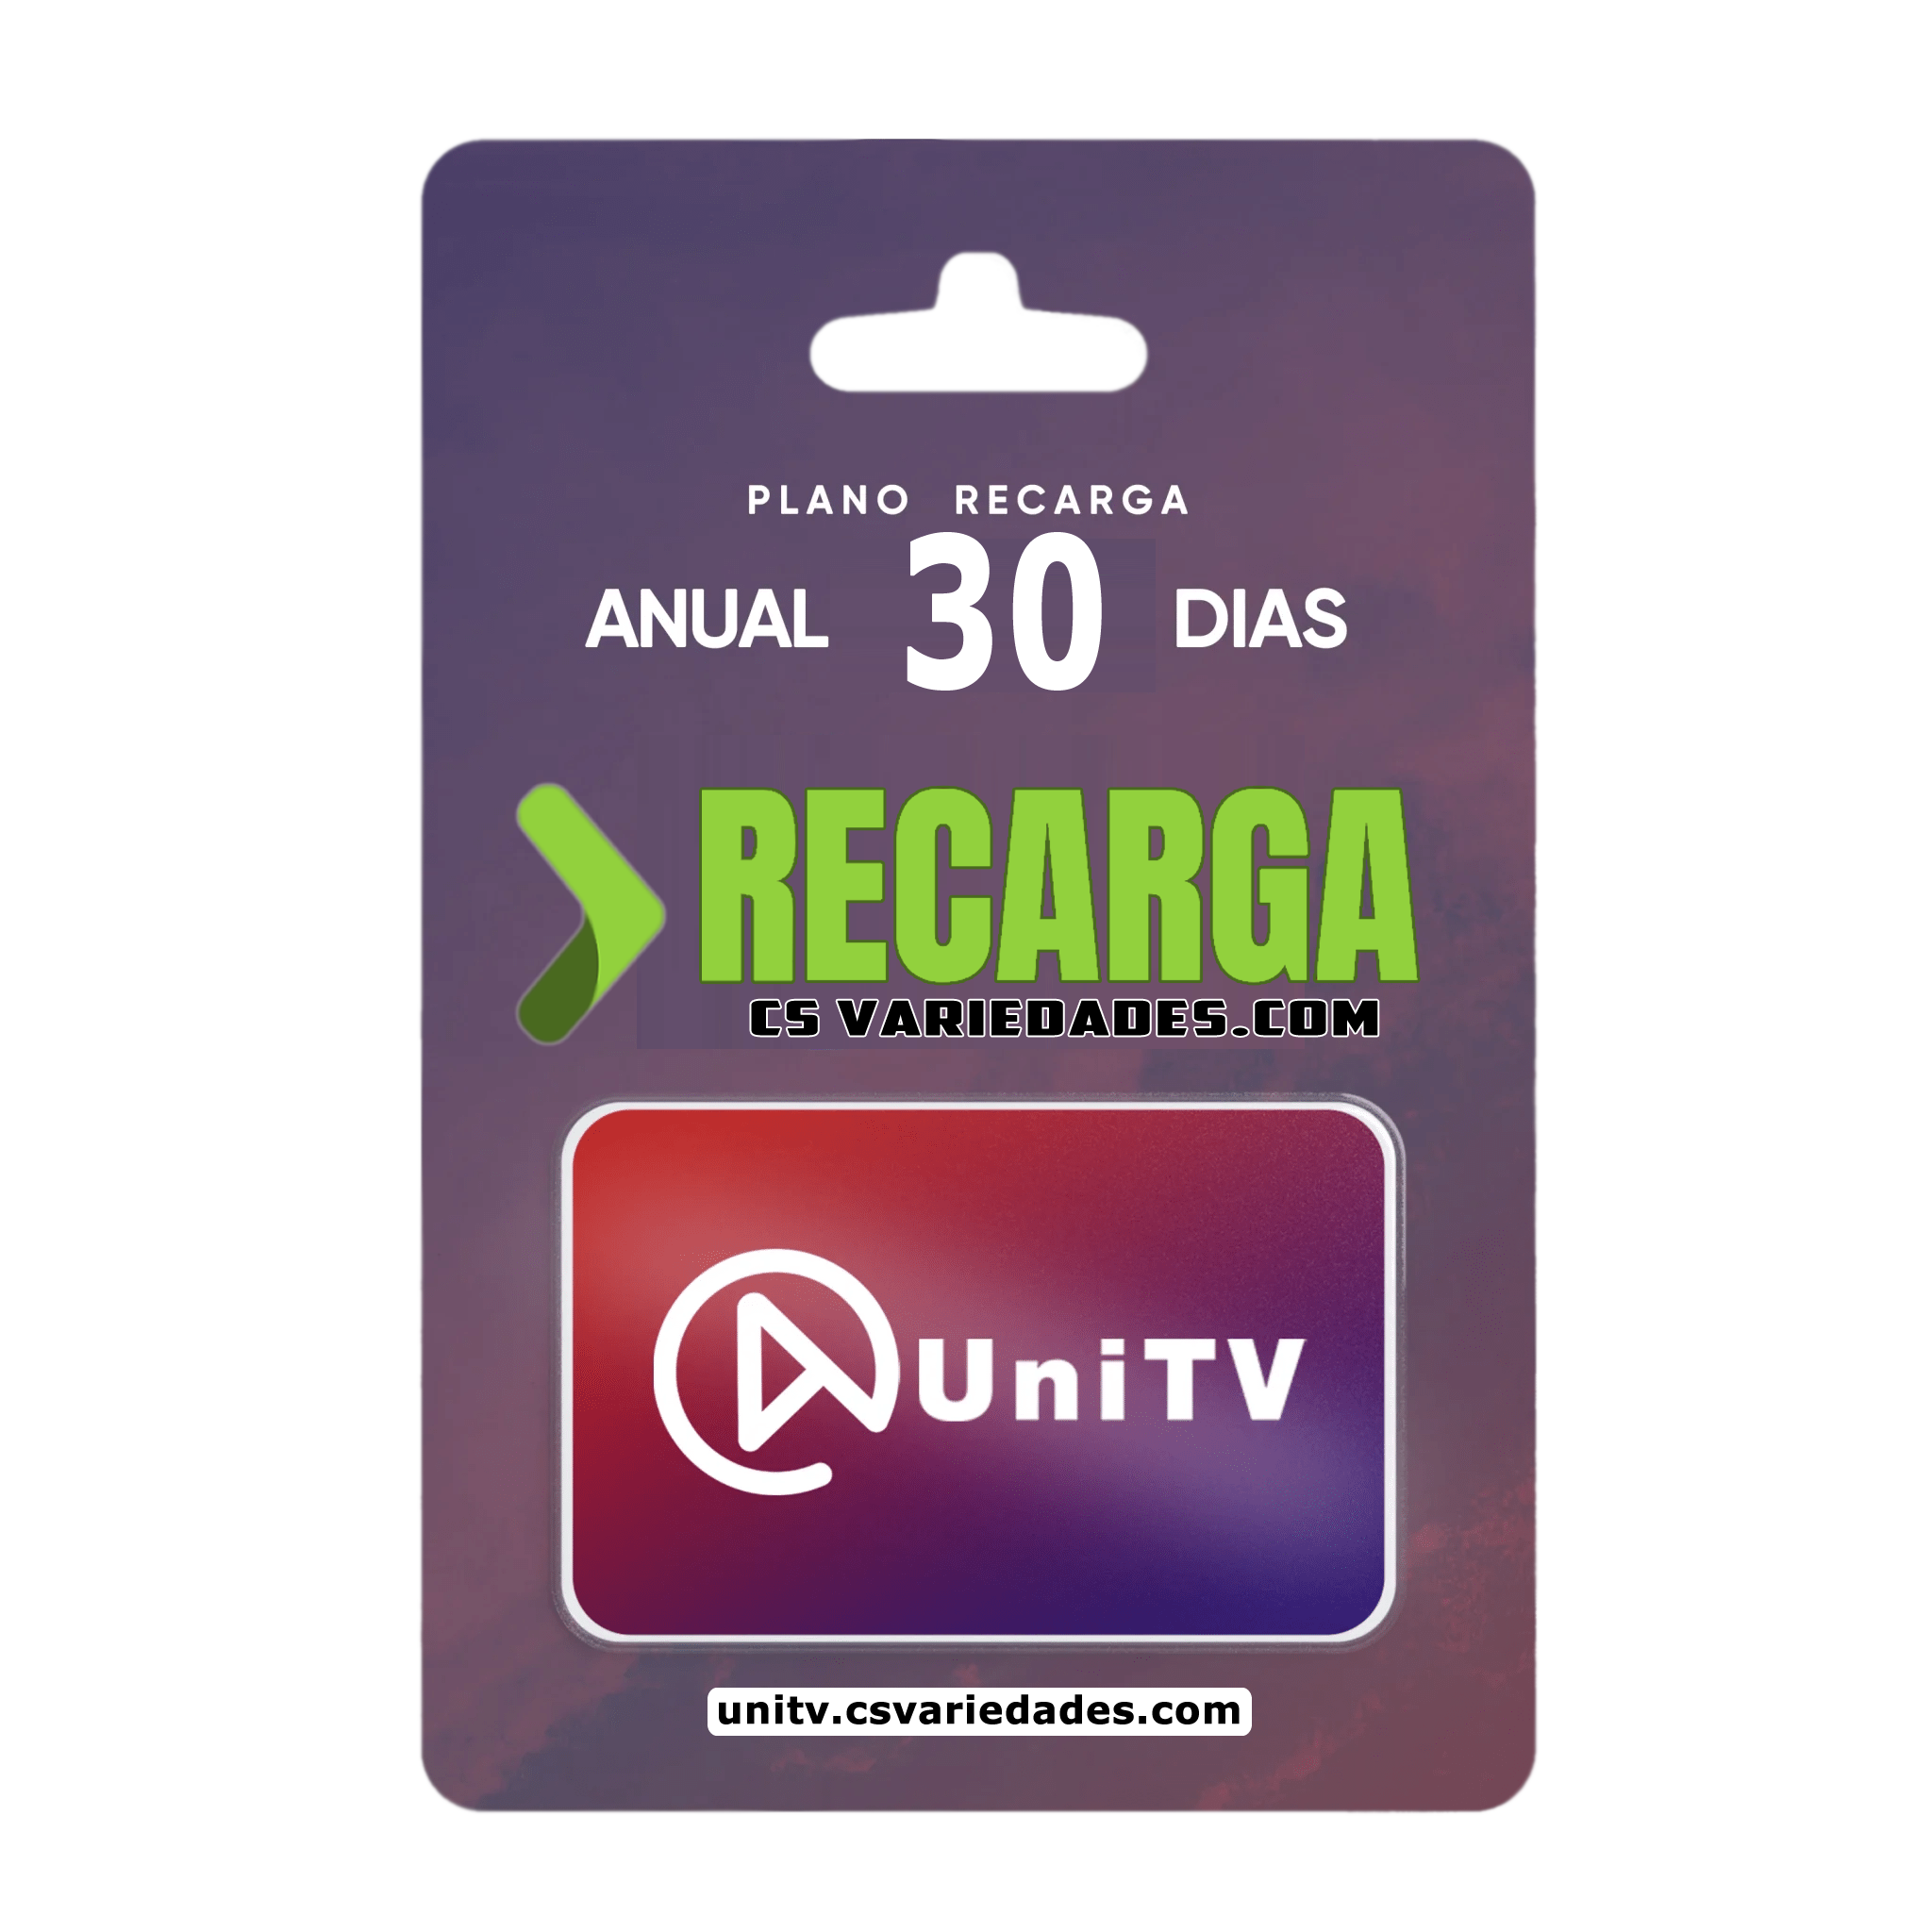 PLANO RECARGA
ANUAL 30 DIAS
RECARGA
CS VARIEDADES.COM
UniTV
unitv.csvariedades.com